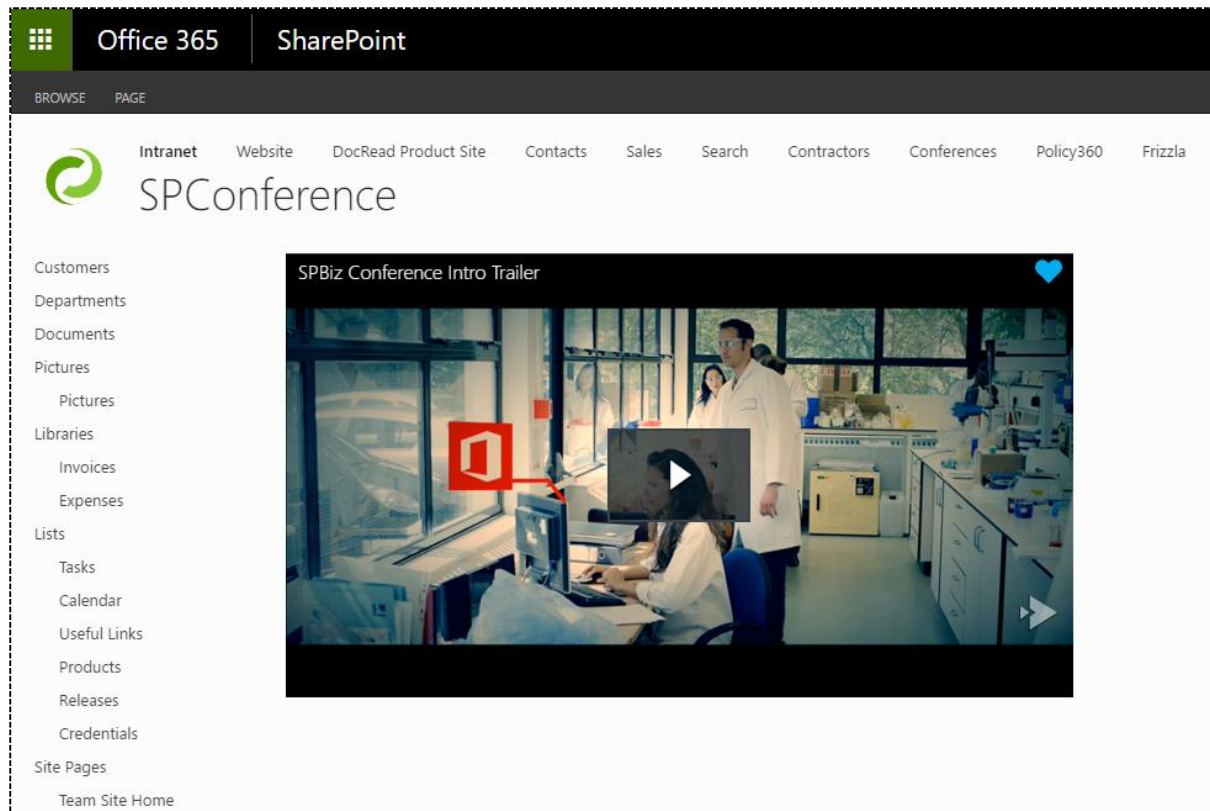 Office 365 SharePoint
BROWSE PAGE
Intranet Website DocRead Product Site Contacts Sales Search Contractors Conferences Policy360 Frizzla
SPConference
Customers
Departments
Documents
Pictures
Pictures
Libraries
Invoices
Expenses
Lists
Tasks
Calendar
Useful Links
Products
Releases
Credentials
Site Pages
Team Site Home
SPBiz Conference Intro Trailer